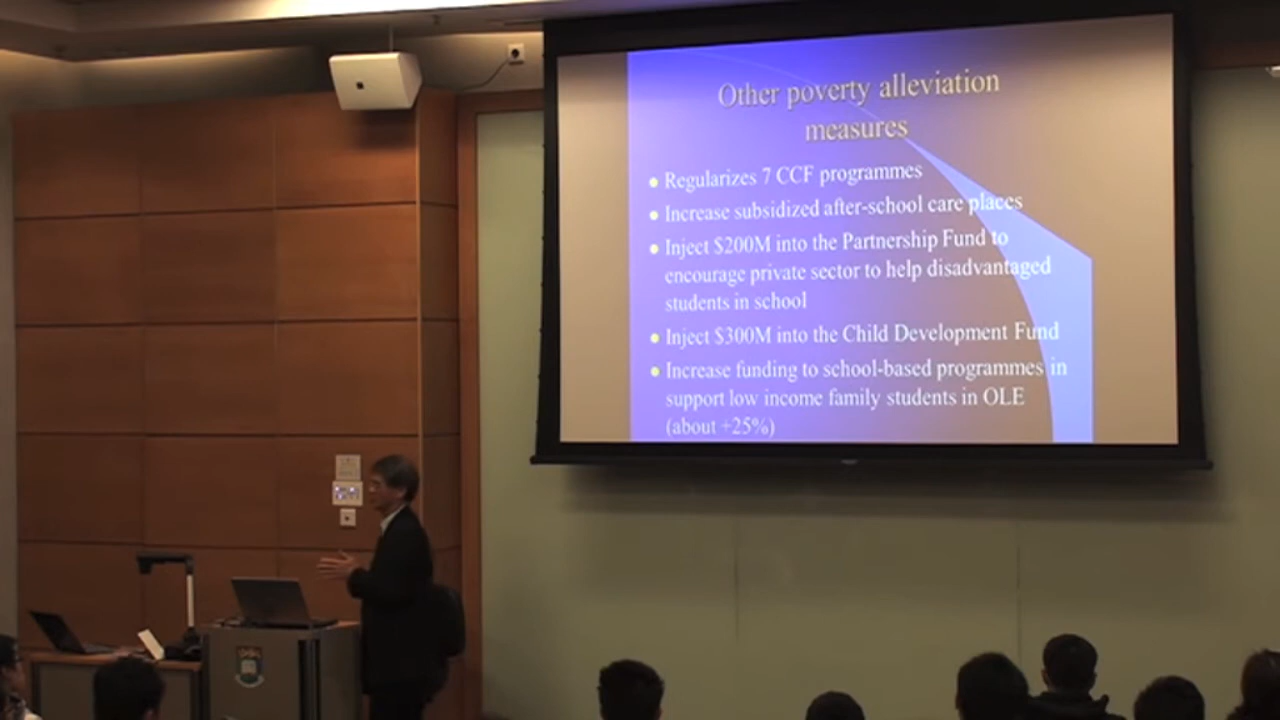 Other poverty alleviation
measures
Regularizes 7 CCF programmes
Increase subsidized after-school care places
Inject $200M into the Partnership Fund to
encourage private sector to help disadvantaged
students in school
Inject $300M into the Child Development Fund
Increase funding to school-based programmes in
support low income family students in OLE
(about +25%)